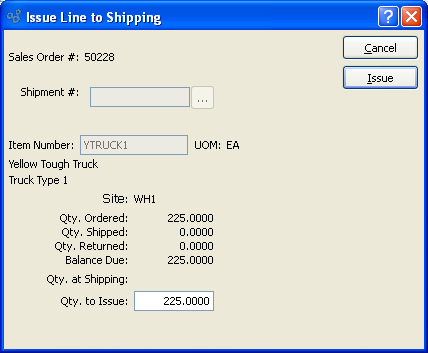 Issue Line to Shipping
Cancel
Sales Order #: 50228
Issue
Shipment #: ...
Item Number: YTRUCK1 UOM: EA
Yellow Tough Truck
Truck Type 1
Site: WH1
Qty. Ordered: 225.0000
Qty. Shipped: 0.0000
Qty. Returned: 0.0000
Balance Due: 225.0000
Qty. at Shipping:
Qty. to Issue: 225.0000